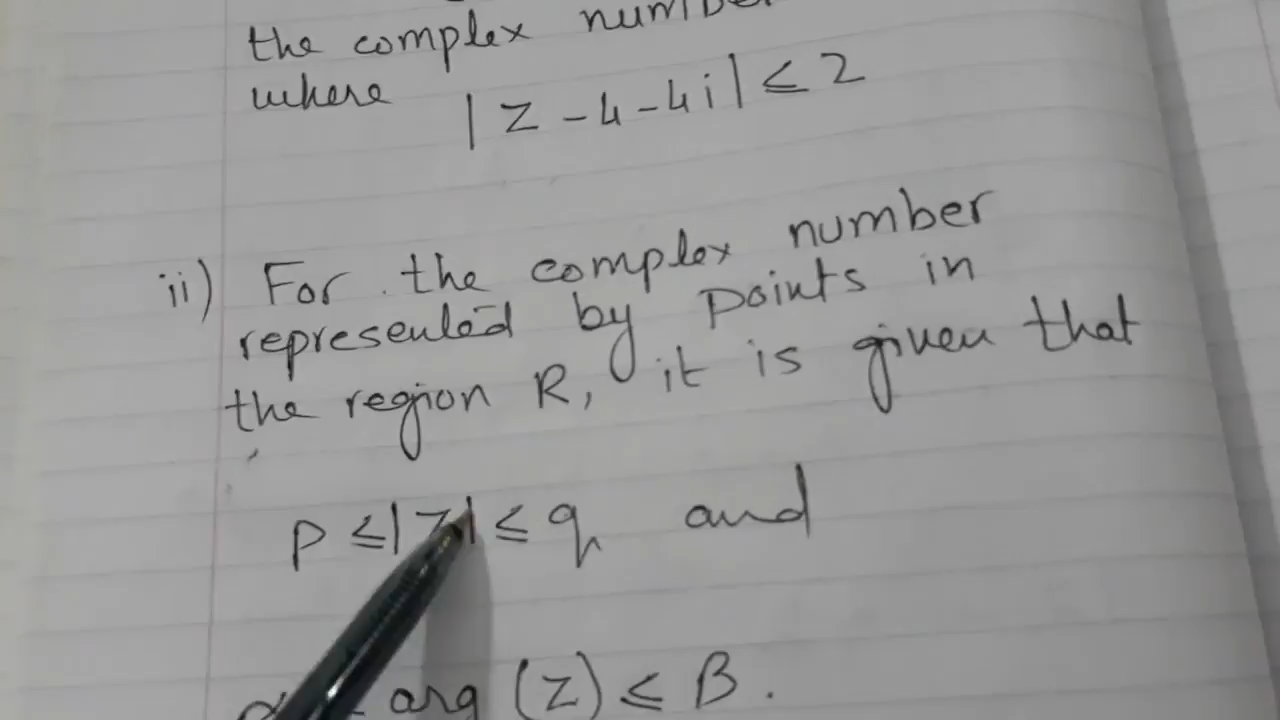 the complex number
where |z-4-4i| ≤ 2
ii) For the complex number
represented by points in
the region R, it is given that
p ≤ |z| ≤ q and
arg (z) ≤ B.